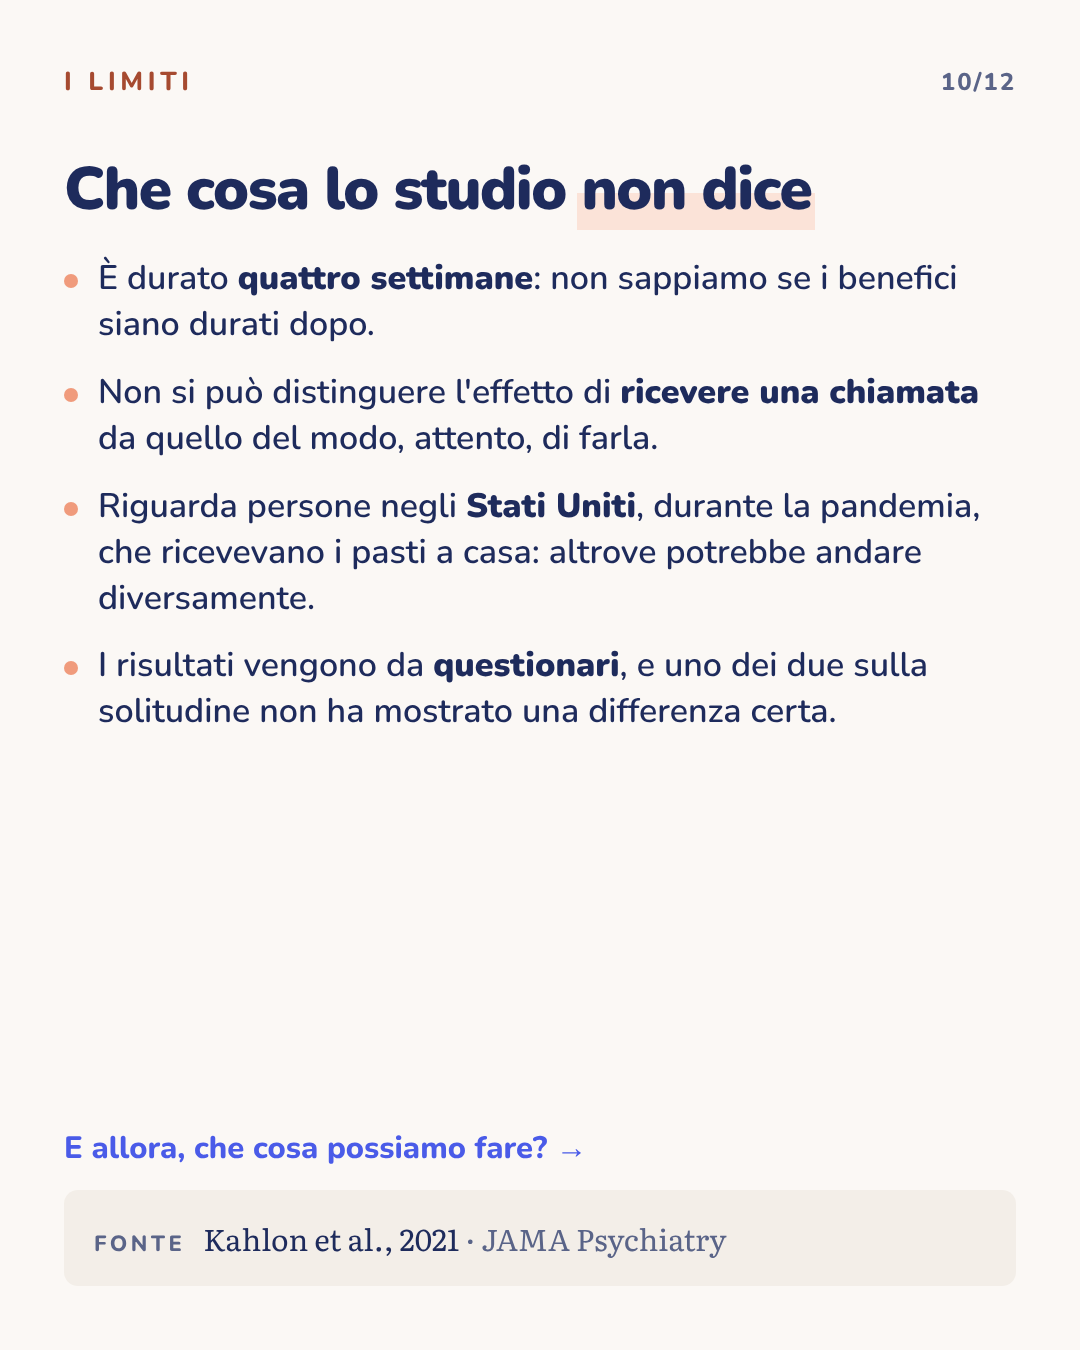 I LIMITI
10/12
Che cosa lo studio non dice
È durato quattro settimane: non sappiamo se i benefici
siano durati dopo.
Non si può distinguere l'effetto di ricevere una chiamata
da quello del modo, attento, di farla.
Riguarda persone negli Stati Uniti, durante la pandemia,
che ricevevano i pasti a casa: altrove potrebbe andare
diversamente.
I risultati vengono da questionari, e uno dei due sulla
solitudine non ha mostrato una differenza certa.
E allora, che cosa possiamo fare? →
FONTE Kahlon et al., 2021 · JAMA Psychiatry